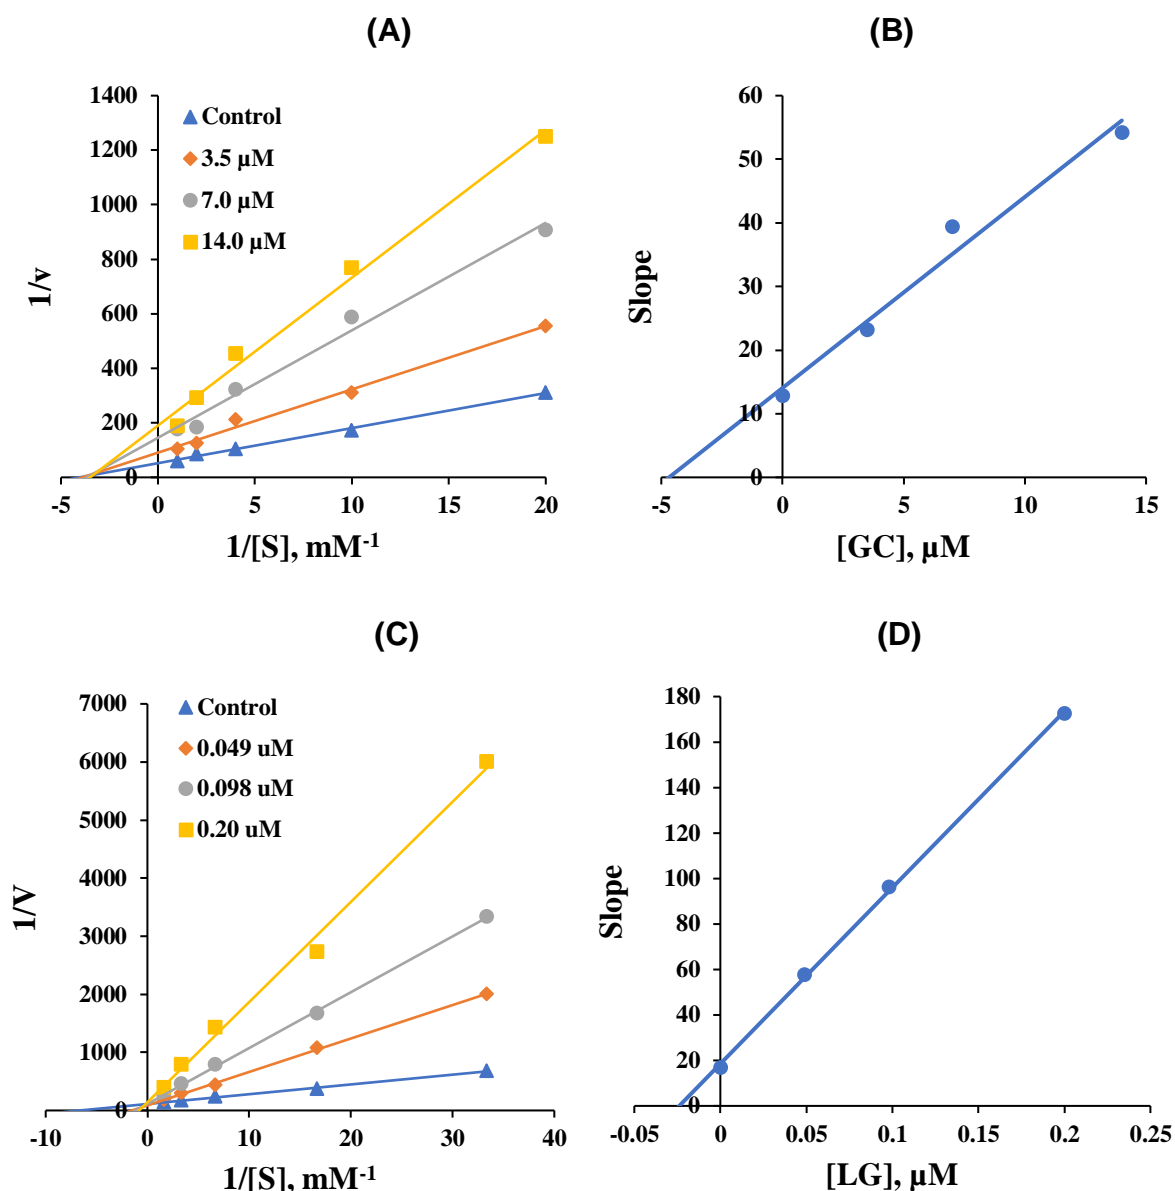 (A)
1400
1200
1000
800
600
400
200
0
-5 0 5 10 15 20
1/v
1/[S], mM-1
Control
3.5 µM
7.0 µM
14.0 µM
(B)
60
50
40
30
20
10
0
-5 0 5 10 15
Slope
[GC], µM
(C)
7000
6000
5000
4000
3000
2000
1000
0
-10 0 10 20 30 40
1/V
1/[S], mM-1
Control
0.049 uM
0.098 uM
0.20 uM
(D)
180
160
140
120
100
80
60
40
20
0
-0.05 0 0.05 0.1 0.15 0.2 0.25
Slope
[LG], µM